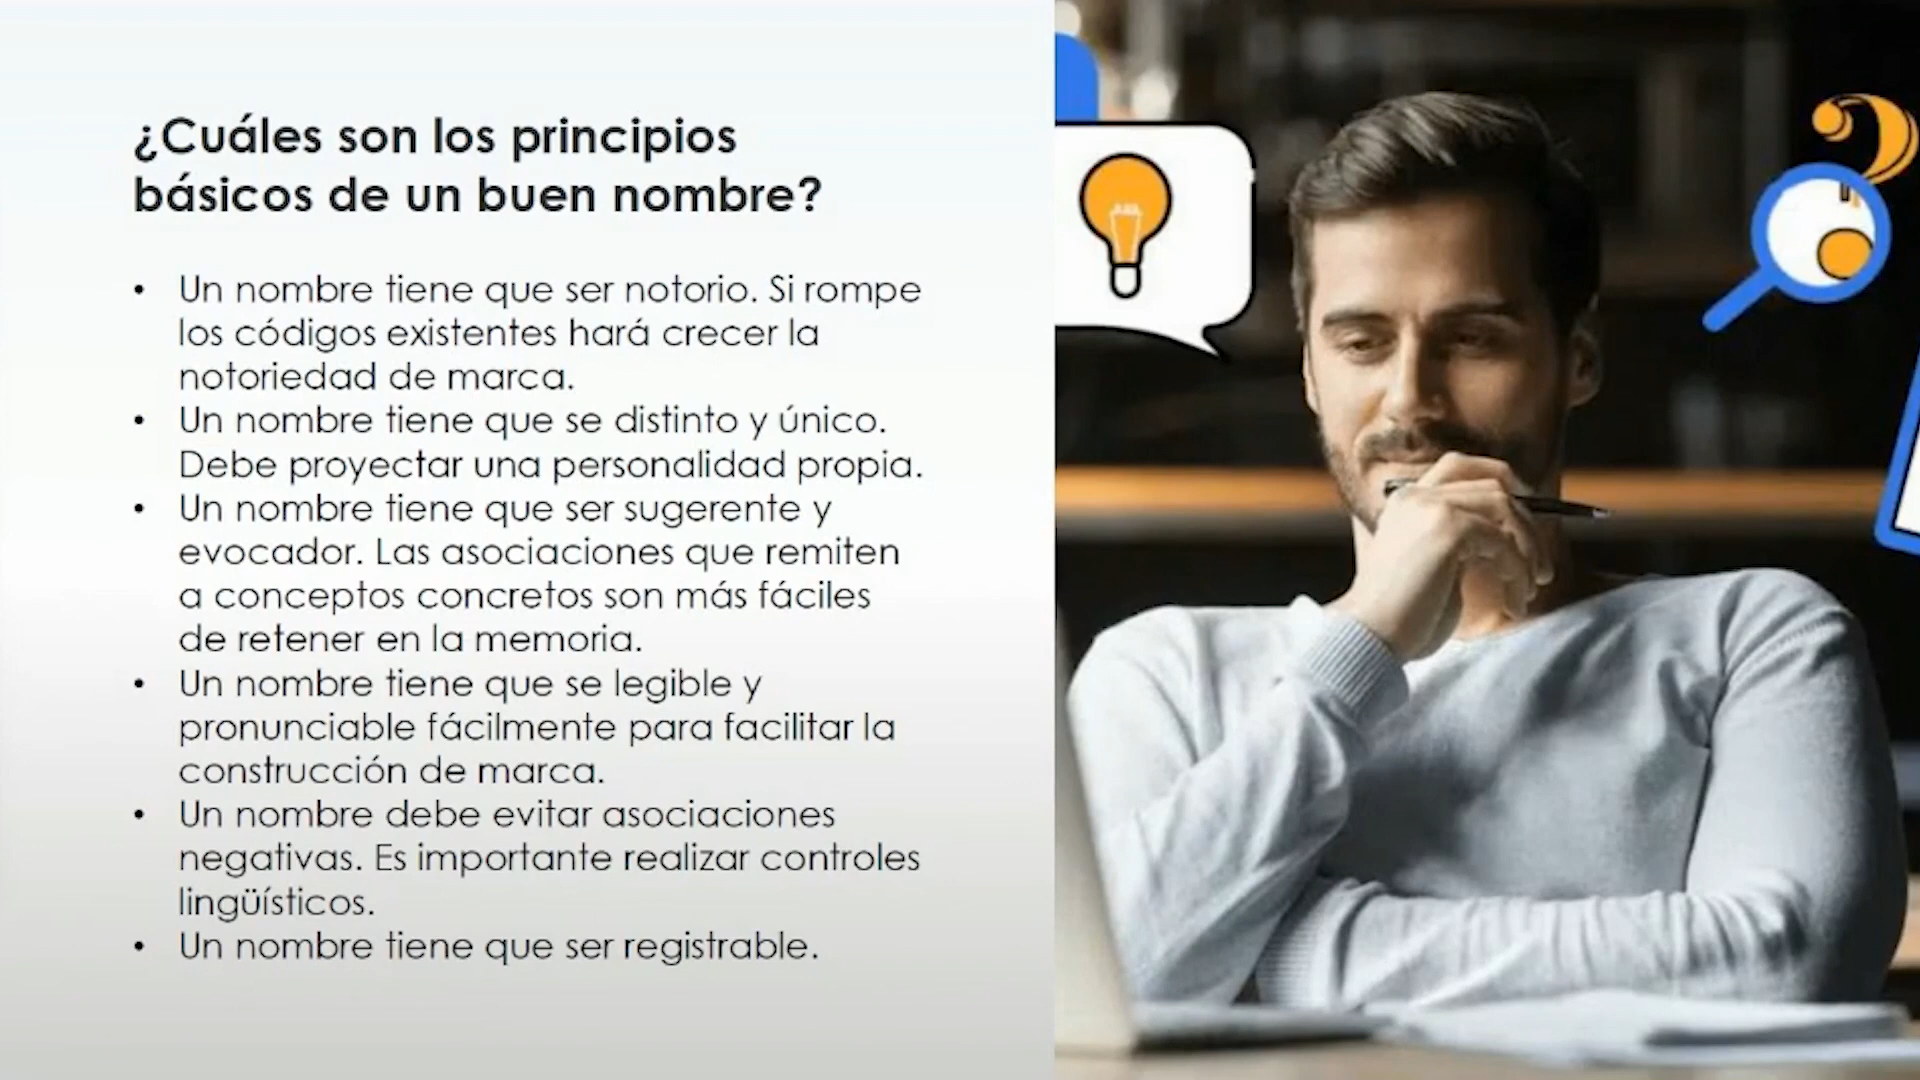 ¿Cuáles son los principios
básicos de un buen nombre?
• Un nombre tiene que ser notorio. Si rompe
los códigos existentes hará crecer la
notoriedad de marca.
• Un nombre tiene que se distinto y único.
Debe proyectar una personalidad propia.
• Un nombre tiene que ser sugerente y
evocador. Las asociaciones que remiten
a conceptos concretos son más fáciles
de retener en la memoria.
• Un nombre tiene que se legible y
pronunciable fácilmente para facilitar la
construcción de marca.
• Un nombre debe evitar asociaciones
negativas. Es importante realizar controles
lingüísticos.
• Un nombre tiene que ser registrable.
?